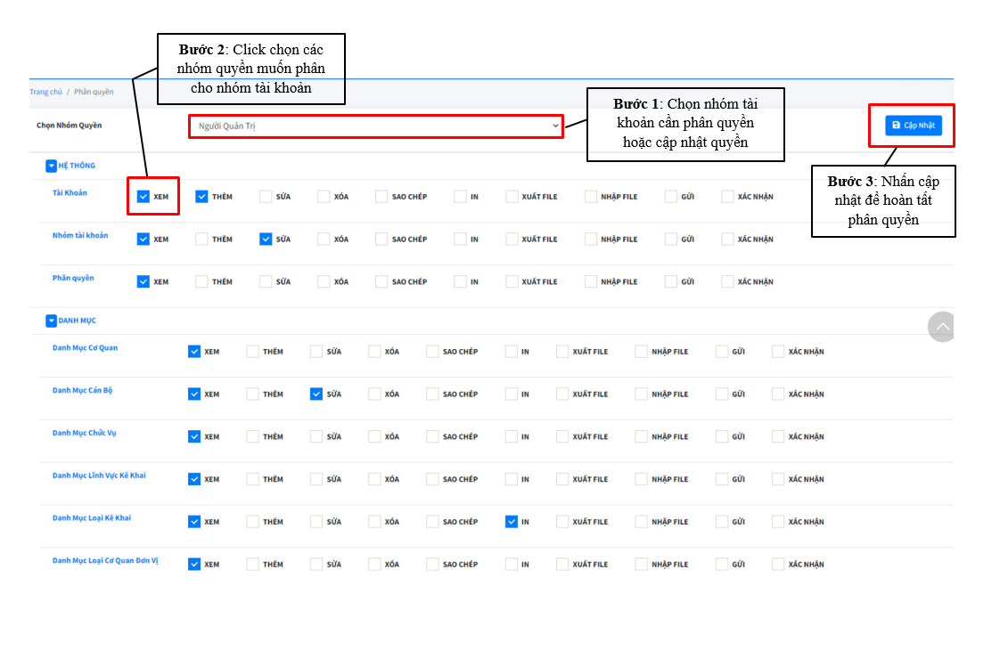 Bước 2: Click chọn các
nhóm quyền muốn phân
cho nhóm tài khoản
Trang chủ / Phân quyền
Bước 1: Chọn nhóm tài
khoản cần phân quyền
hoặc cập nhật quyền
Chọn Nhóm Quyền
Người Quản Trị
Cập Nhật
Bước 3: Nhấn cập
nhật để hoàn tất
phân quyền
HỆ THỐNG
Tài Khoản XEM THÊM SỬA XÓA SAO CHÉP IN XUẤT FILE NHẬP FILE GỬI XÁC NHẬN
Nhóm tài khoản XEM THÊM SỬA XÓA SAO CHÉP IN XUẤT FILE NHẬP FILE GỬI XÁC NHẬN
Phân quyền XEM THÊM SỬA XÓA SAO CHÉP IN XUẤT FILE NHẬP FILE GỬI XÁC NHẬN
DANH MỤC
Danh Mục Cơ Quan XEM THÊM SỬA XÓA SAO CHÉP IN XUẤT FILE NHẬP FILE GỬI XÁC NHẬN
Danh Mục Cán Bộ XEM THÊM SỬA XÓA SAO CHÉP IN XUẤT FILE NHẬP FILE GỬI XÁC NHẬN
Danh Mục Chức Vụ XEM THÊM SỬA XÓA SAO CHÉP IN XUẤT FILE NHẬP FILE GỬI XÁC NHẬN
Danh Mục Lĩnh Vực Kê Khai XEM THÊM SỬA XÓA SAO CHÉP IN XUẤT FILE NHẬP FILE GỬI XÁC NHẬN
Danh Mục Loại Kê Khai XEM THÊM SỬA XÓA SAO CHÉP IN XUẤT FILE NHẬP FILE GỬI XÁC NHẬN
Danh Mục Loại Cơ Quan Đơn Vị XEM THÊM SỬA XÓA SAO CHÉP IN XUẤT FILE NHẬP FILE GỬI XÁC NHẬN